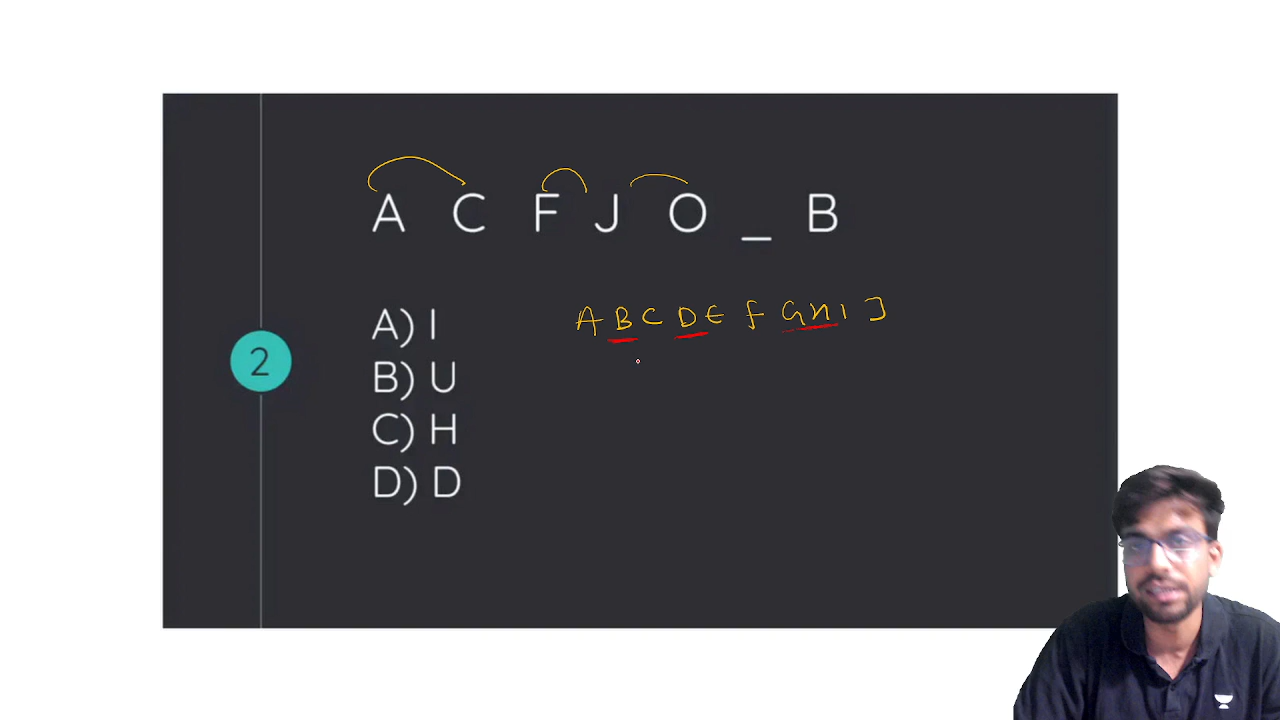 A C F J O _ B
A) I
B) U
C) H
D) D
A B C D E F G H I J
2